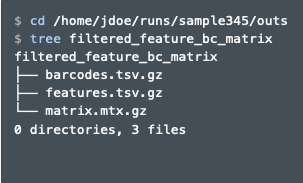 $ cd /home/jdoe/runs/sample345/outs
$ tree filtered_feature_bc_matrix
filtered_feature_bc_matrix
├── barcodes.tsv.gz
├── features.tsv.gz
└── matrix.mtx.gz
0 directories, 3 files